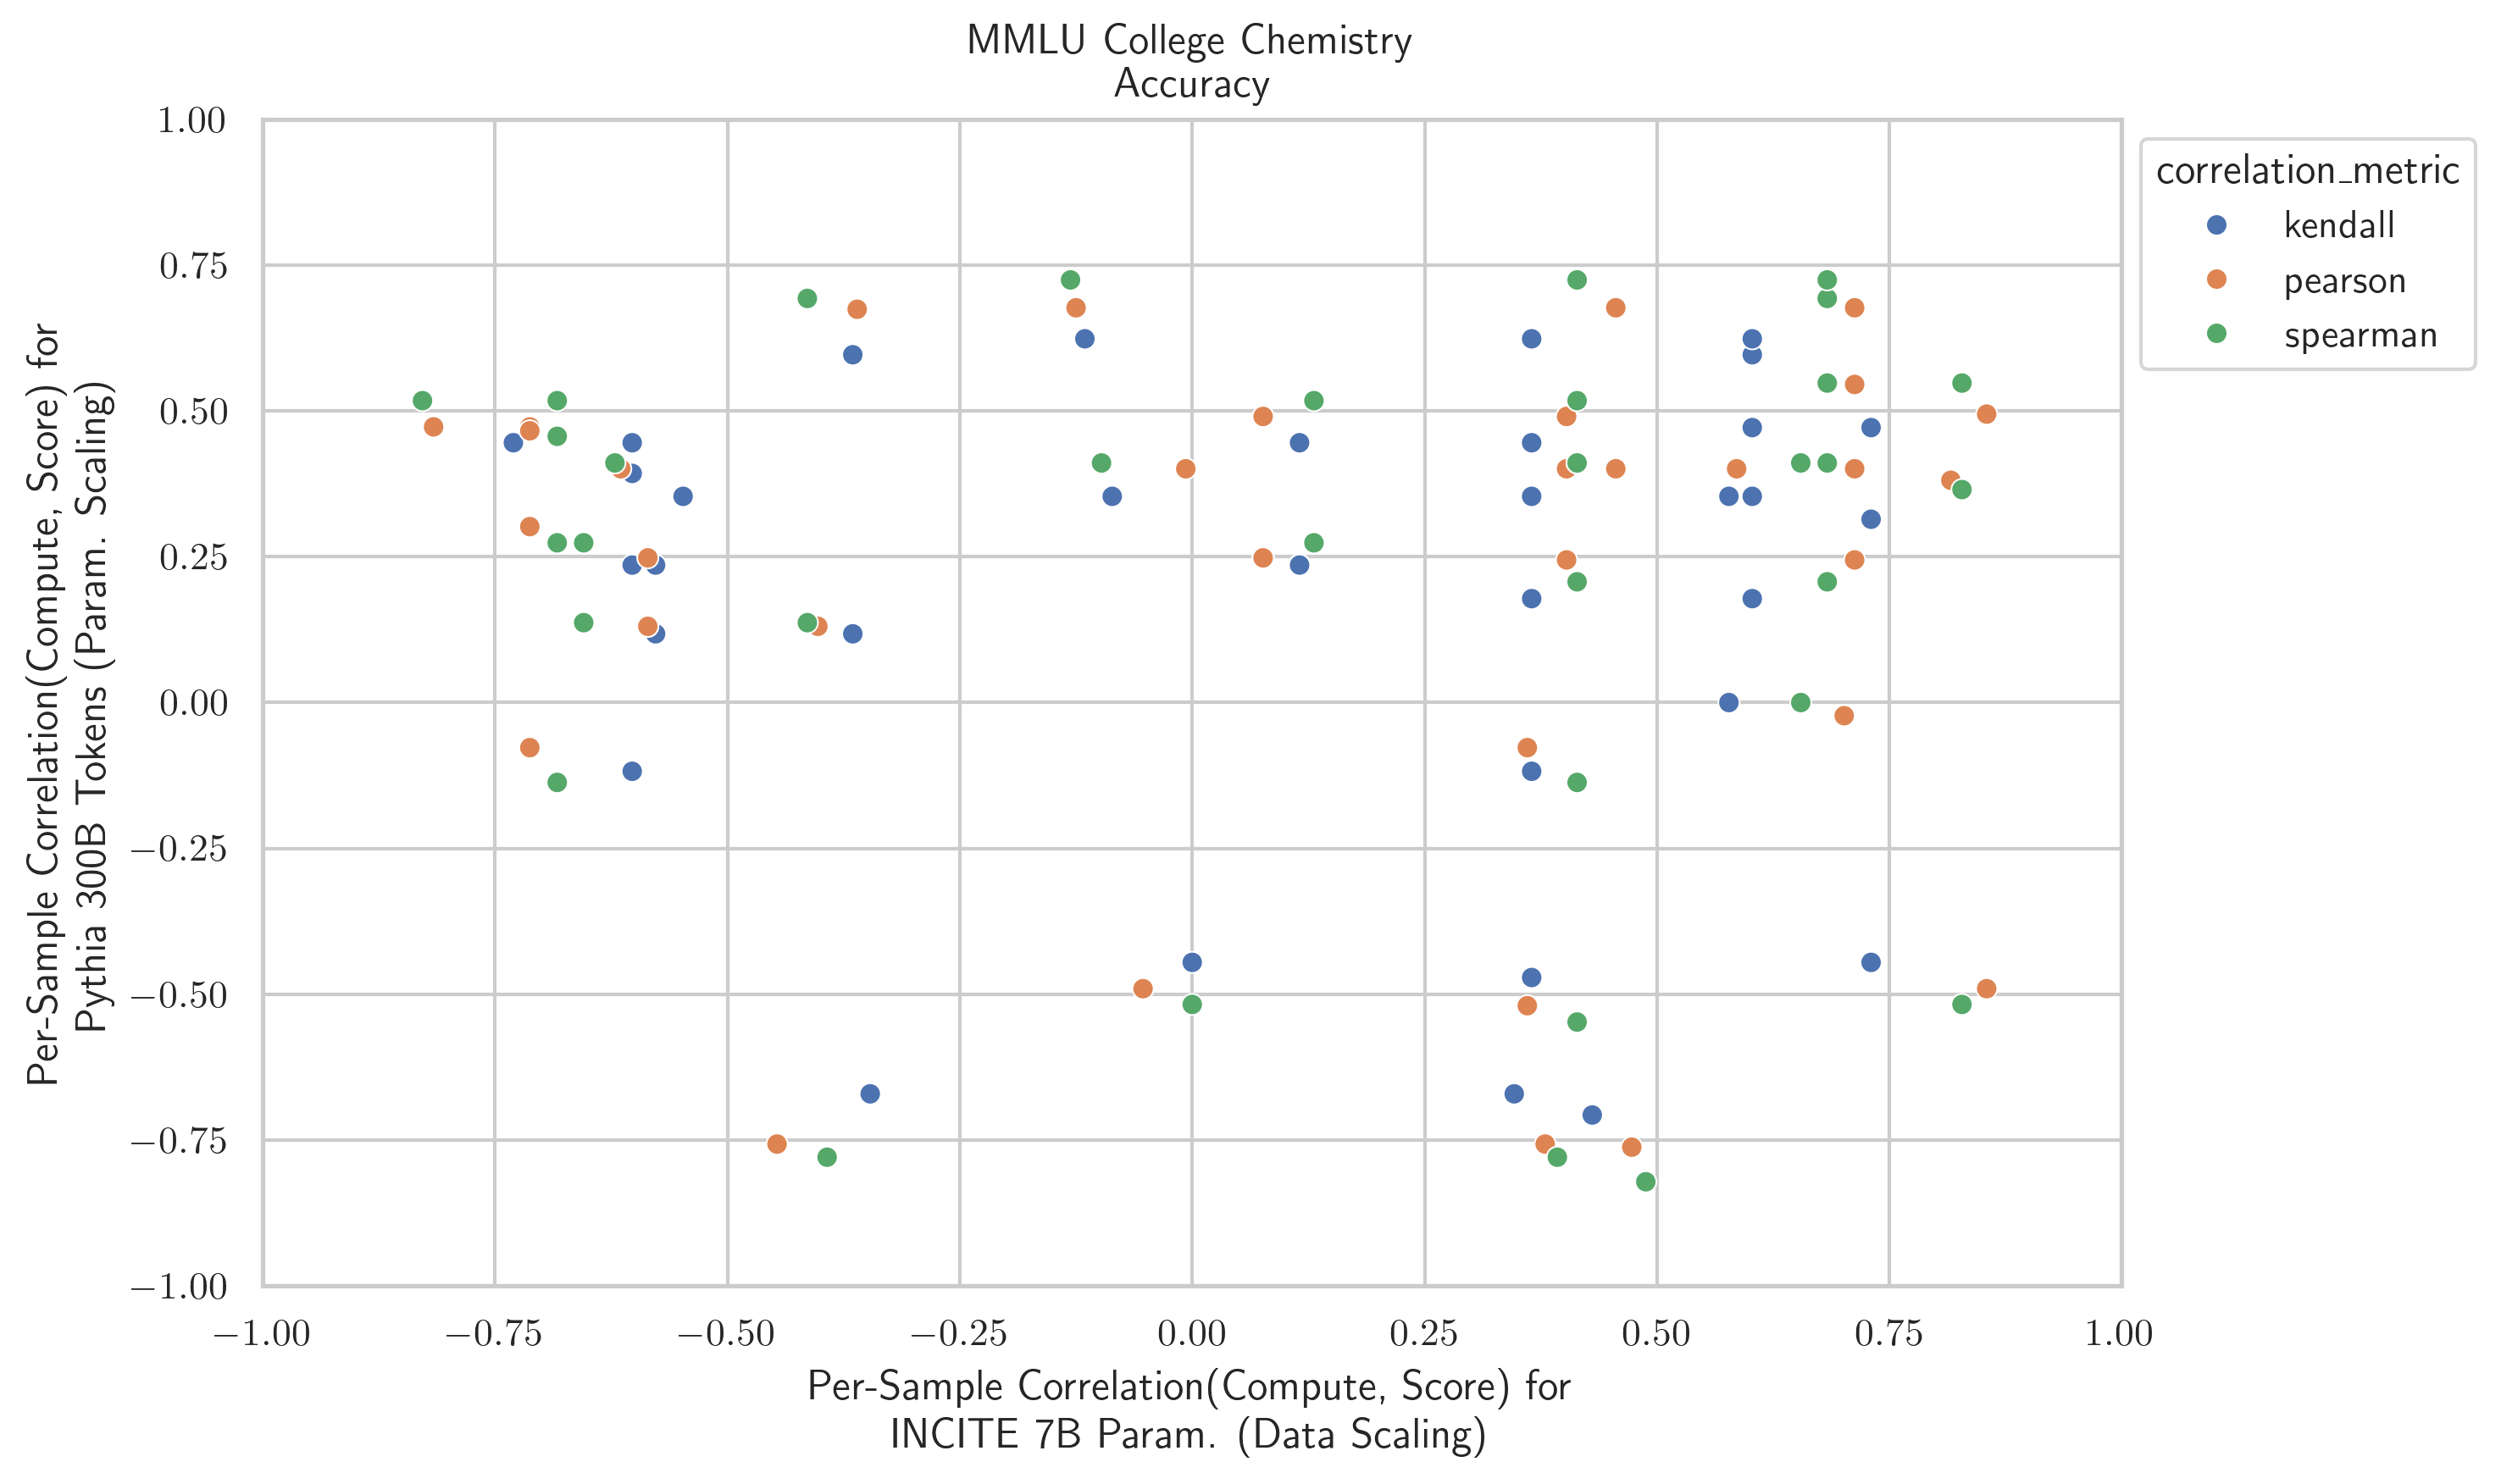 MMLU College Chemistry
Accuracy
1.00
0.75
0.50
0.25
0.00
−0.25
−0.50
−0.75
−1.00
Per-Sample Correlation(Compute, Score) for
Pythia 300B Tokens (Param. Scaling)
correlation_metric
kendall
pearson
spearman
−1.00 −0.75 −0.50 −0.25 0.00 0.25 0.50 0.75 1.00
Per-Sample Correlation(Compute, Score) for
INCITE 7B Param. (Data Scaling)